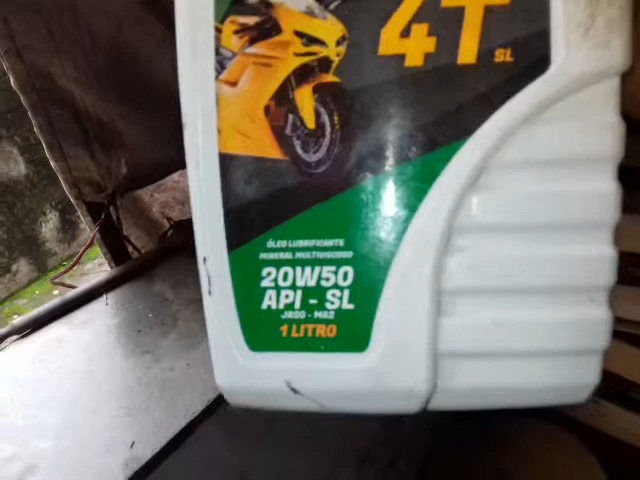 4T
SL
ÓLEO LUBRIFICANTE
MINERAL MULTIVISCOSO
20W50
API - SL
JASO - MA2
1 LITRO